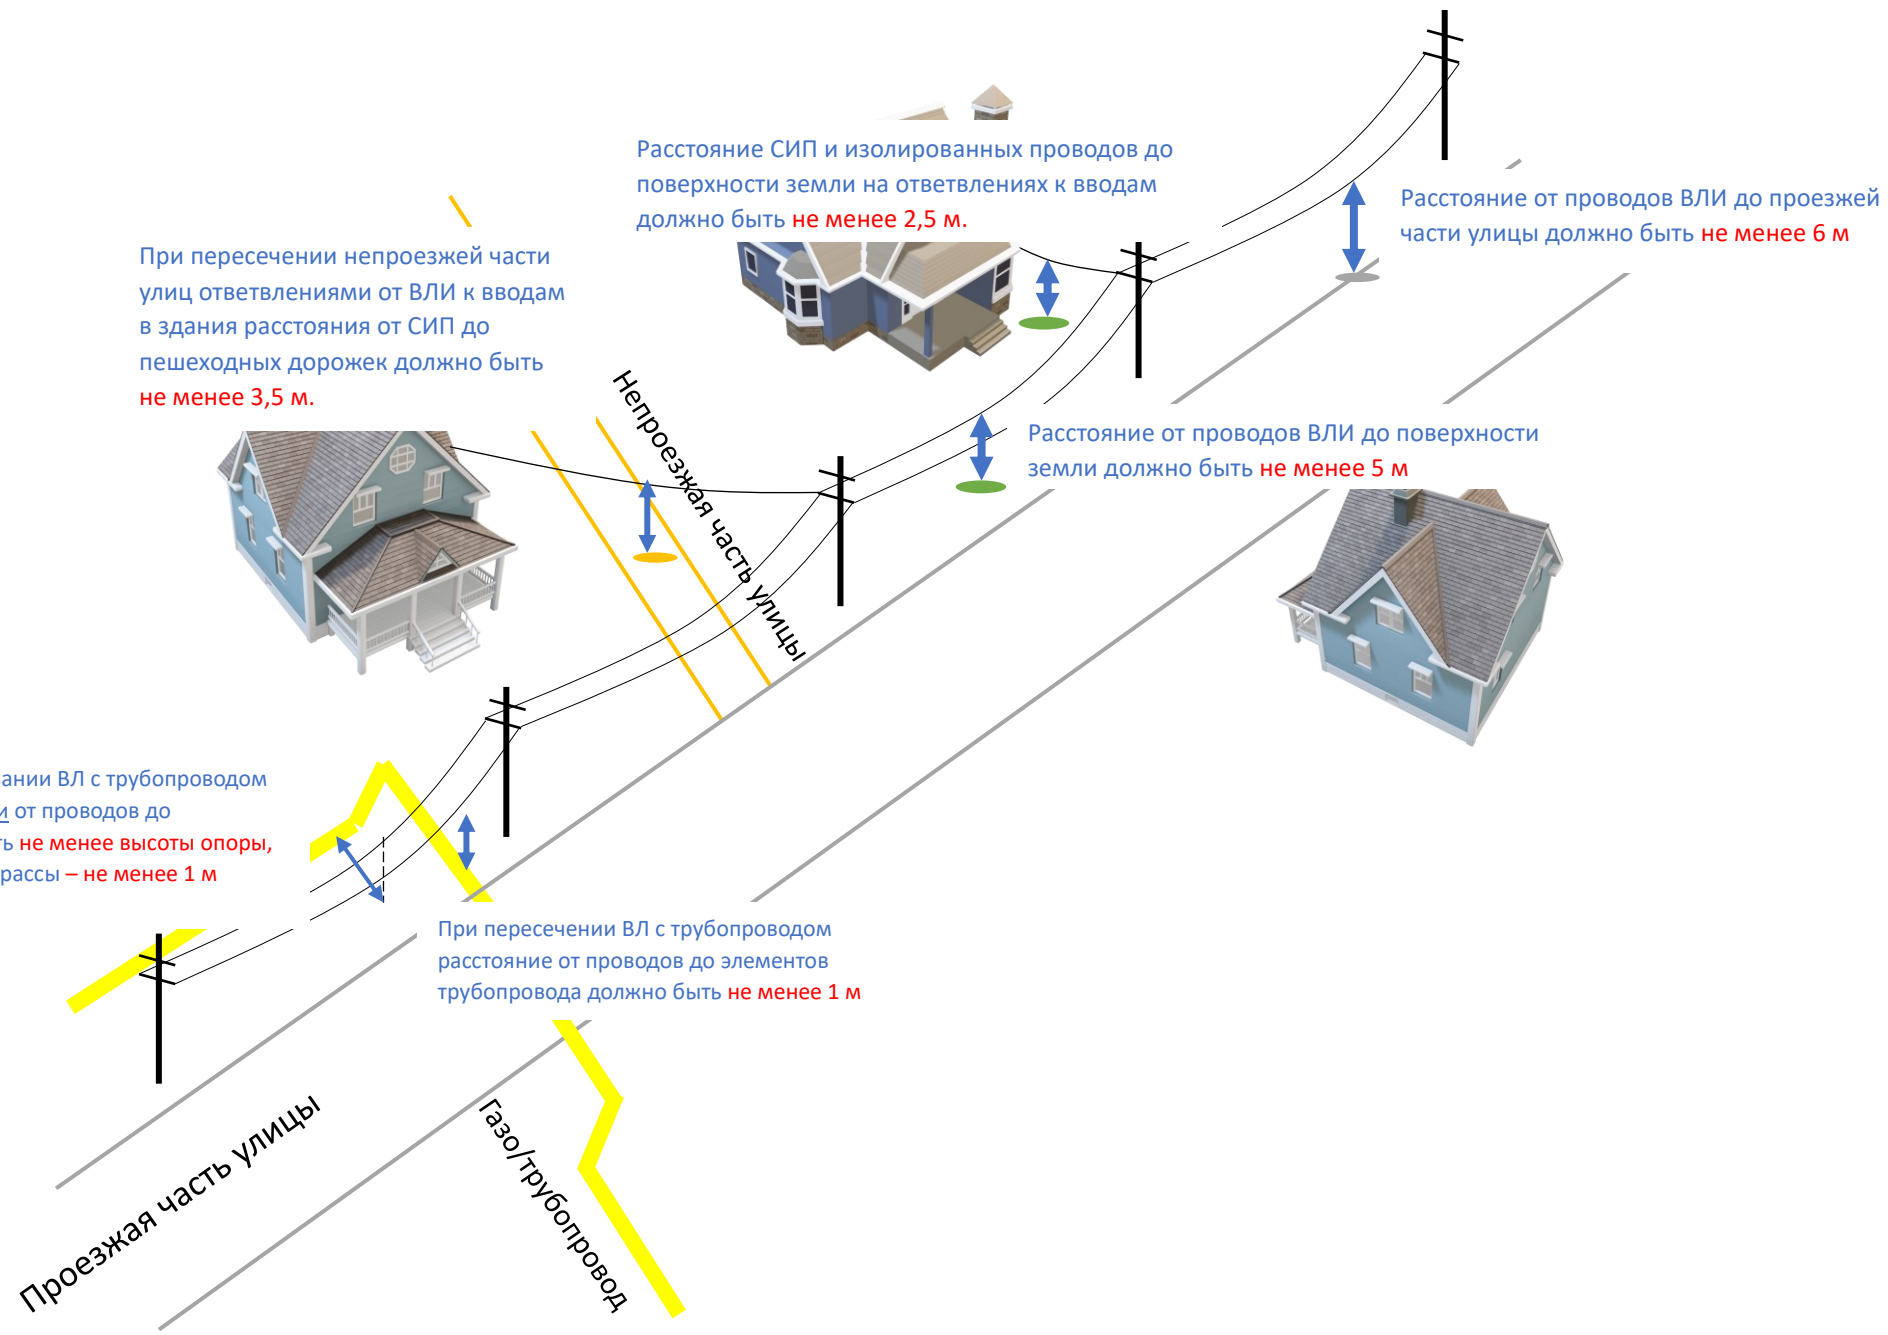 Расстояние СИП и изолированных проводов до
поверхности земли на ответвлениях к вводам
должно быть не менее 2,5 м.
Расстояние от проводов ВЛИ до проезжей
части улицы должно быть не менее 6 м
При пересечении непроезжей части
улиц ответвлениями от ВЛИ к вводам
в здания расстояния от СИП до
пешеходных дорожек должно быть
не менее 3,5 м.
Непроезжая часть улицы
Расстояние от проводов ВЛИ до поверхности
земли должно быть не менее 5 м
ании ВЛ с трубопроводом
и от проводов до
ть не менее высоты опоры,
рассы – не менее 1 м
При пересечении ВЛ с трубопроводом
расстояние от проводов до элементов
трубопровода должно быть не менее 1 м
Проезжая часть улицы
Газо/трубопровод